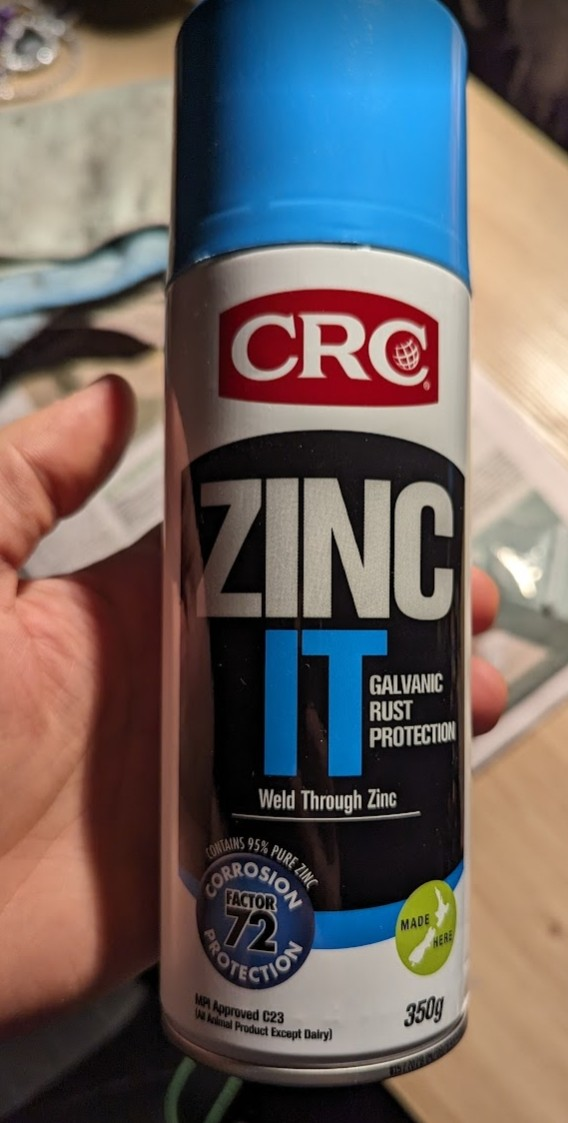 CRC
ZINC
IT
GALVANIC
RUST
PROTECTION
Weld Through Zinc
CONTAINS 95% PURE ZINC
CORROSION
FACTOR
72
PROTECTION
MADE
HERE
MPI Approved C23
(All Animal Product Except Dairy)
350g